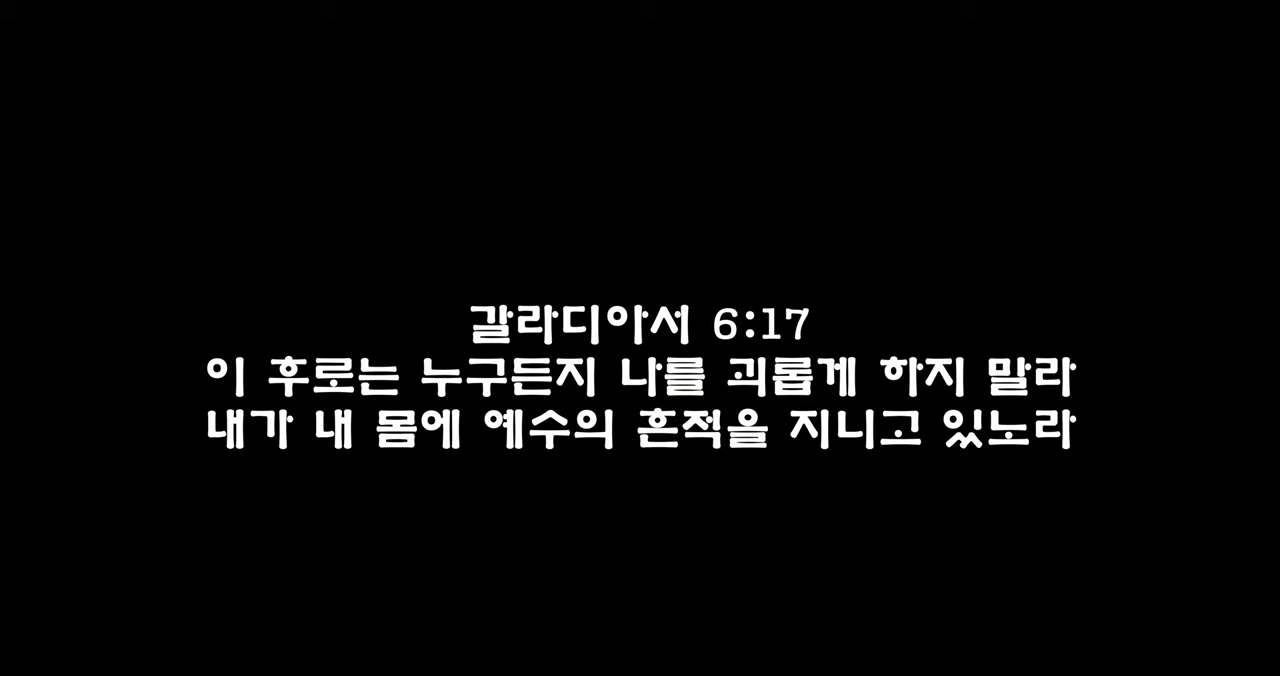 갈라디아서 6:17
이 후로는 누구든지 나를 괴롭게 하지 말라
내가 내 몸에 예수의 흔적을 지니고 있노라